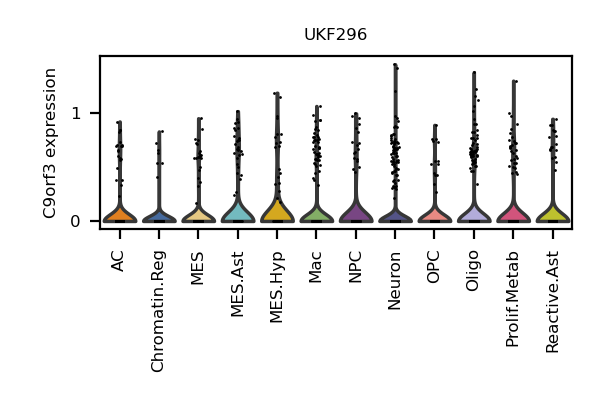 UKF296
C9orf3 expression
1
0
AC
Chromatin.Reg
MES
MES.Ast
MES.Hyp
Mac
NPC
Neuron
OPC
Oligo
Prolif.Metab
Reactive.Ast